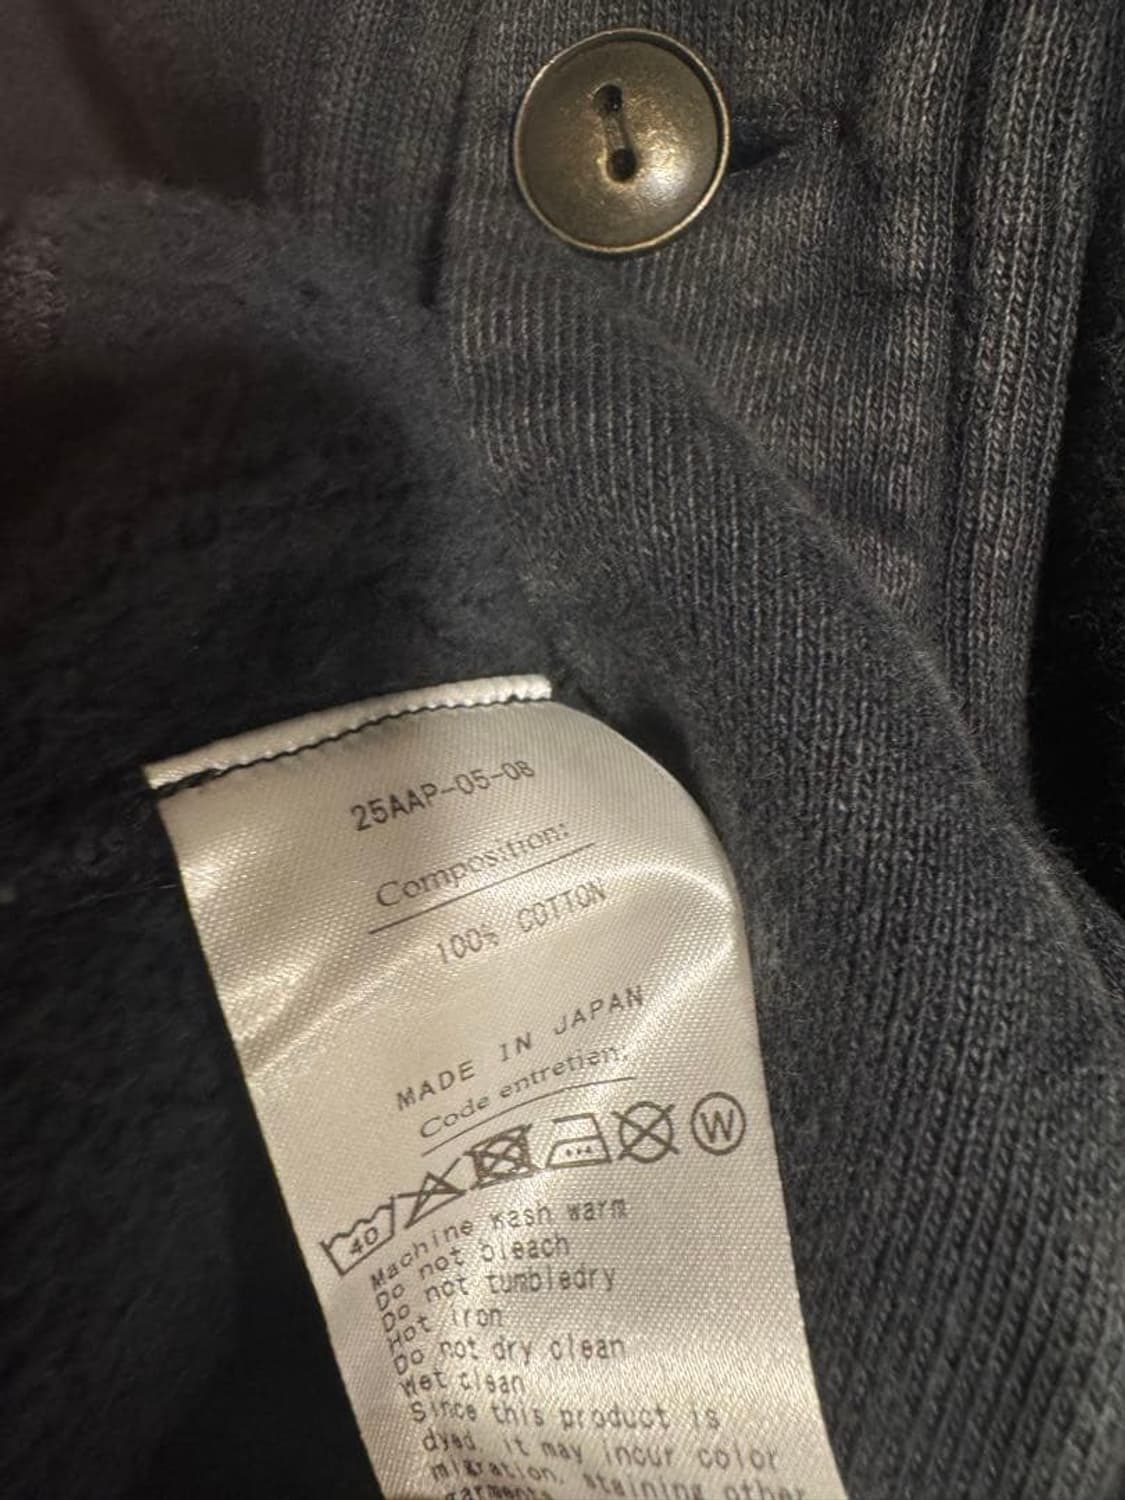 25AAP-05-08
Composition:
100% COTTON
MADE IN JAPAN
Code entretien:
40 W
Machine wash warm
Do not bleach
Do not tumbledry
Hot iron
Do not dry clean
Wet clean
Since this product is
dyed, it may incur color
migration, staining other
garments